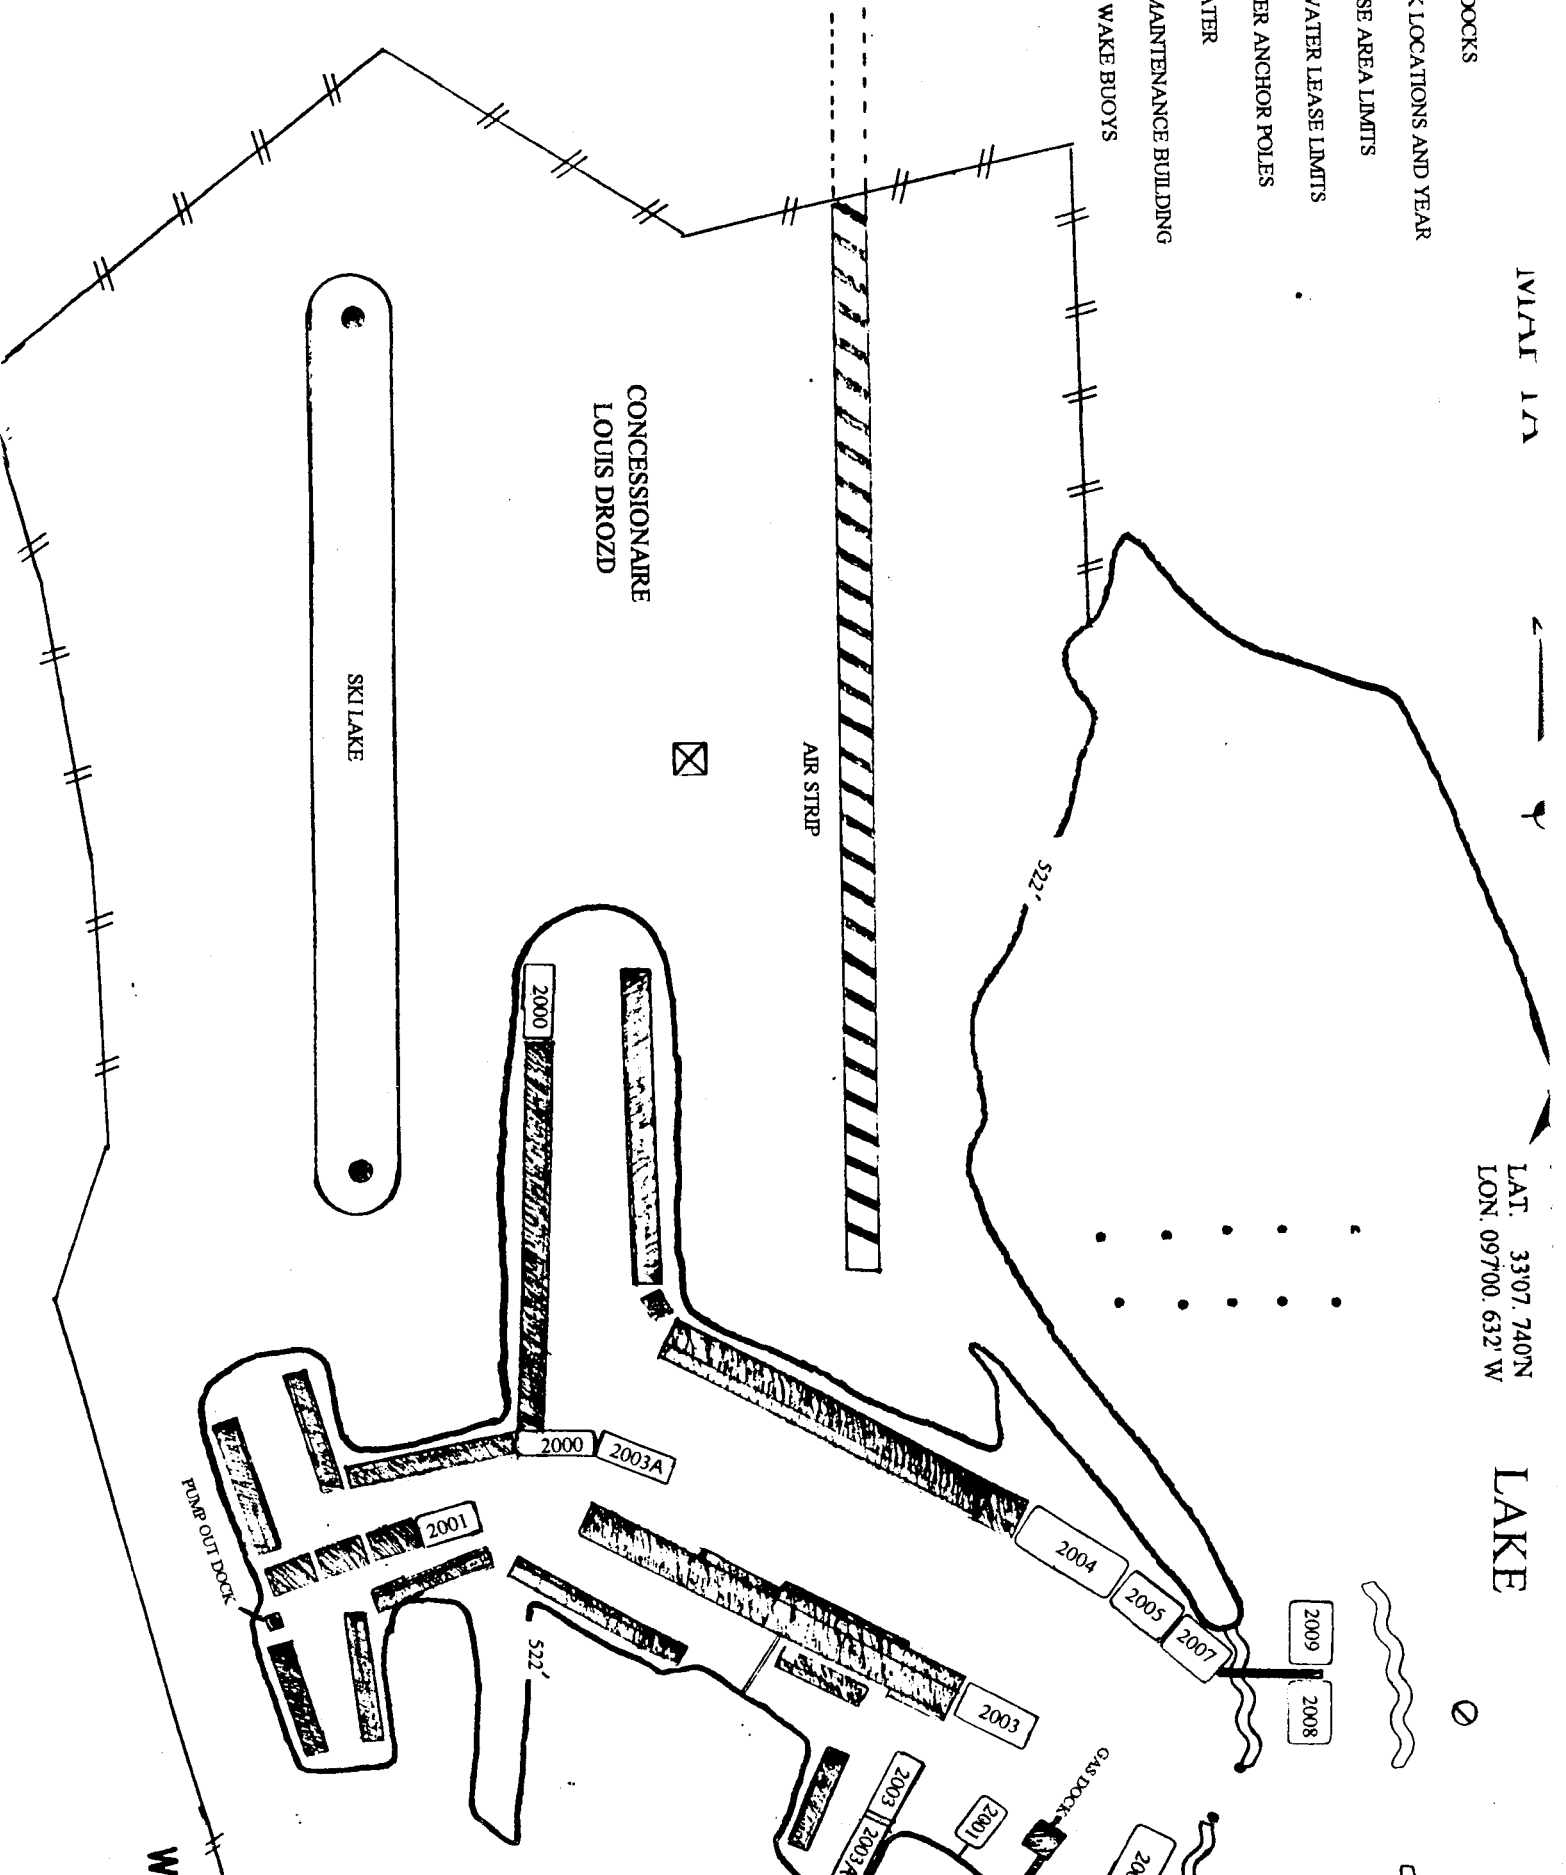 DOCKS
LOCATIONS AND YEAR
SE AREA LIMITS
WATER LEASE LIMITS
ER ANCHOR POLES
ATER
MAINTENANCE BUILDING
WAKE BUOYS
LAT. 33'07. 740'N
LON. 097'00. 632' W
LAKE
CONCESSIONAIRE
LOUIS DROZD
SKI LAKE
AIR STRIP
522'
2000
2000
2003A
2001
PUMP OUT DOCK
522'
2004
2005
2007
2009
2008
2003
2003
2003A
2001
GAS DOCK
W